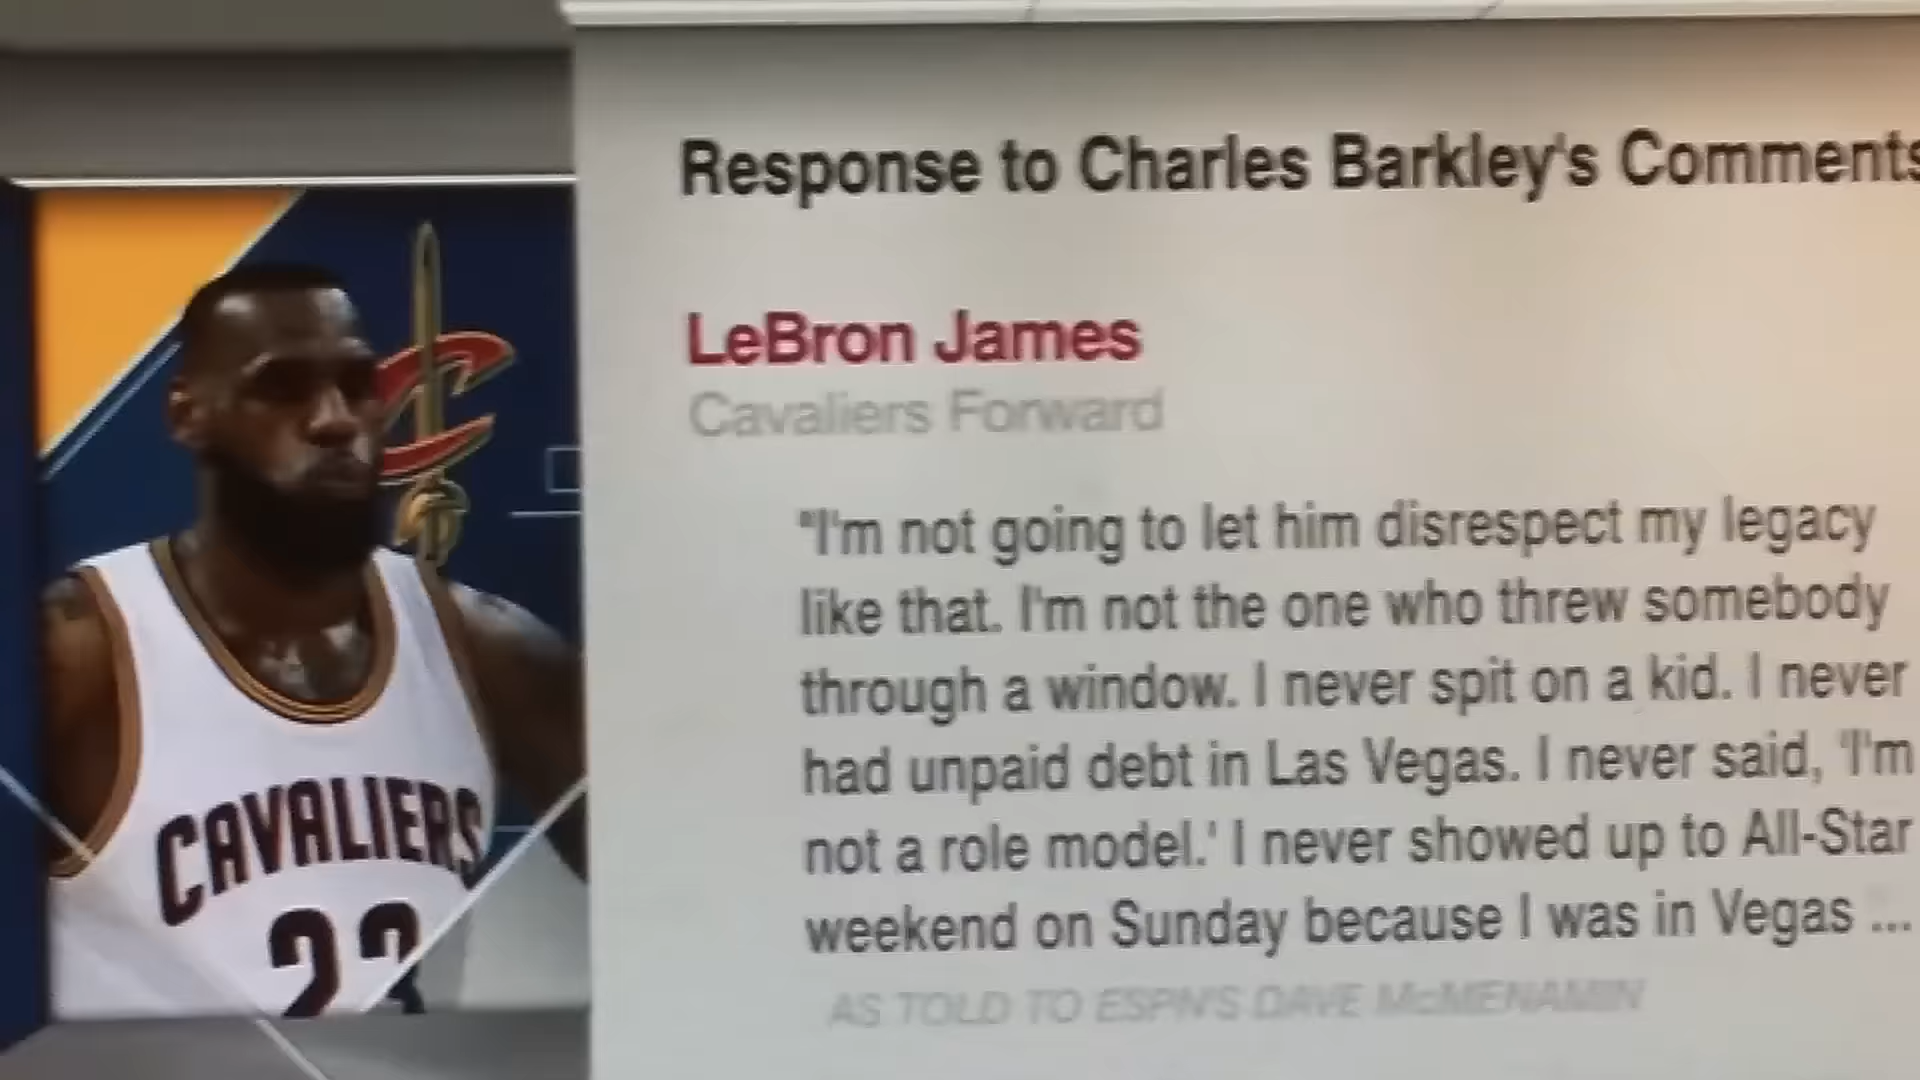 Response to Charles Barkley's Comments
LeBron James
Cavaliers Forward
"I'm not going to let him disrespect my legacy
like that. I'm not the one who threw somebody
through a window. I never spit on a kid. I never
had unpaid debt in Las Vegas. I never said, 'I'm
not a role model.' I never showed up to All-Star
weekend on Sunday because I was in Vegas ...
AS TOLD TO ESPN'S DAVE McMENAMIN
CAVALIERS
23